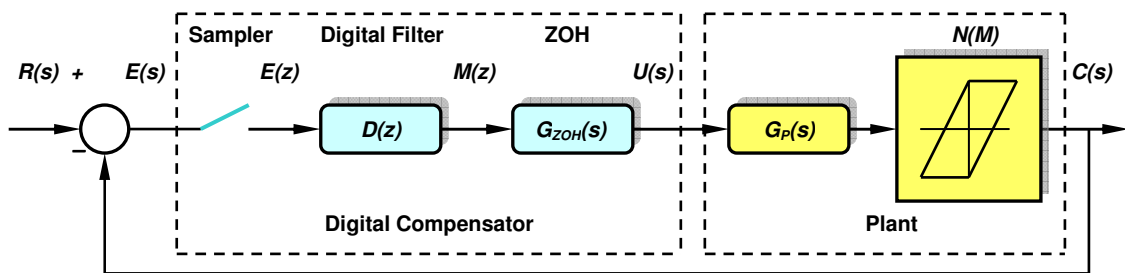 Sampler Digital Filter ZOH N(M)
R(s) + E(s) E(z) M(z) U(s) C(s)
D(z) G_ZOH(s) G_P(s)
−
Digital Compensator Plant